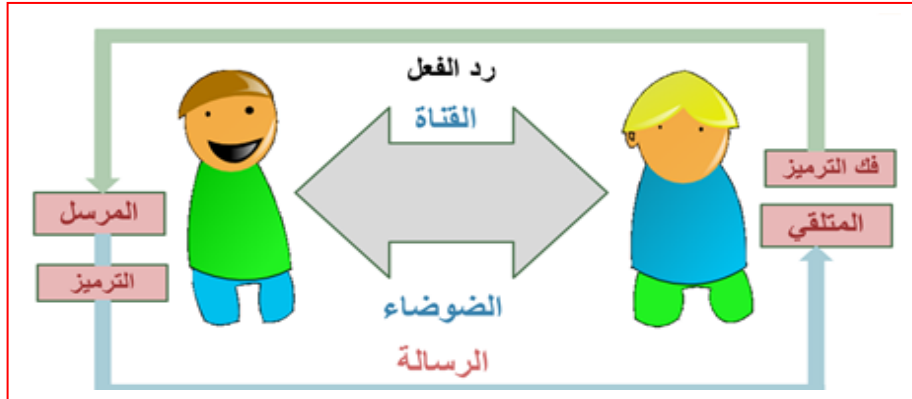 رد الفعل
القناة
فك الترميز
المرسل
المتلقي
الترميز
الضوضاء
الرسالة